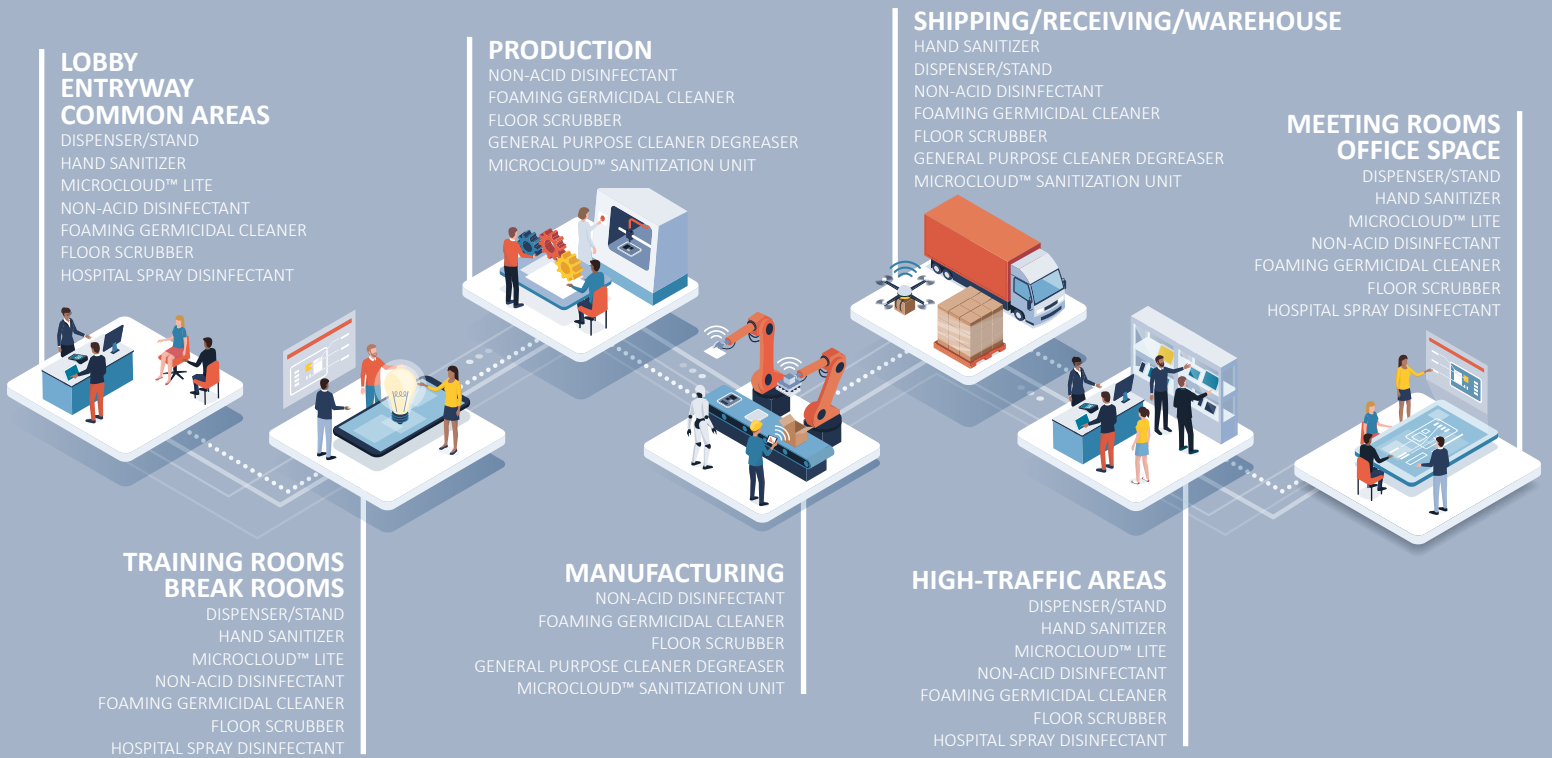 LOBBY
ENTRYWAY
COMMON AREAS
DISPENSER/STAND
HAND SANITIZER
MICROCLOUD™ LITE
NON-ACID DISINFECTANT
FOAMING GERMICIDAL CLEANER
FLOOR SCRUBBER
HOSPITAL SPRAY DISINFECTANT
PRODUCTION
NON-ACID DISINFECTANT
FOAMING GERMICIDAL CLEANER
FLOOR SCRUBBER
GENERAL PURPOSE CLEANER DEGREASER
MICROCLOUD™ SANITIZATION UNIT
SHIPPING/RECEIVING/WAREHOUSE
HAND SANITIZER
DISPENSER/STAND
NON-ACID DISINFECTANT
FOAMING GERMICIDAL CLEANER
FLOOR SCRUBBER
GENERAL PURPOSE CLEANER DEGREASER
MICROCLOUD™ SANITIZATION UNIT
MEETING ROOMS
OFFICE SPACE
DISPENSER/STAND
HAND SANITIZER
MICROCLOUD™ LITE
NON-ACID DISINFECTANT
FOAMING GERMICIDAL CLEANER
FLOOR SCRUBBER
HOSPITAL SPRAY DISINFECTANT
TRAINING ROOMS
BREAK ROOMS
DISPENSER/STAND
HAND SANITIZER
MICROCLOUD™ LITE
NON-ACID DISINFECTANT
FOAMING GERMICIDAL CLEANER
FLOOR SCRUBBER
HOSPITAL SPRAY DISINFECTANT
MANUFACTURING
NON-ACID DISINFECTANT
FOAMING GERMICIDAL CLEANER
FLOOR SCRUBBER
GENERAL PURPOSE CLEANER DEGREASER
MICROCLOUD™ SANITIZATION UNIT
HIGH-TRAFFIC AREAS
DISPENSER/STAND
HAND SANITIZER
MICROCLOUD™ LITE
NON-ACID DISINFECTANT
FOAMING GERMICIDAL CLEANER
FLOOR SCRUBBER
HOSPITAL SPRAY DISINFECTANT